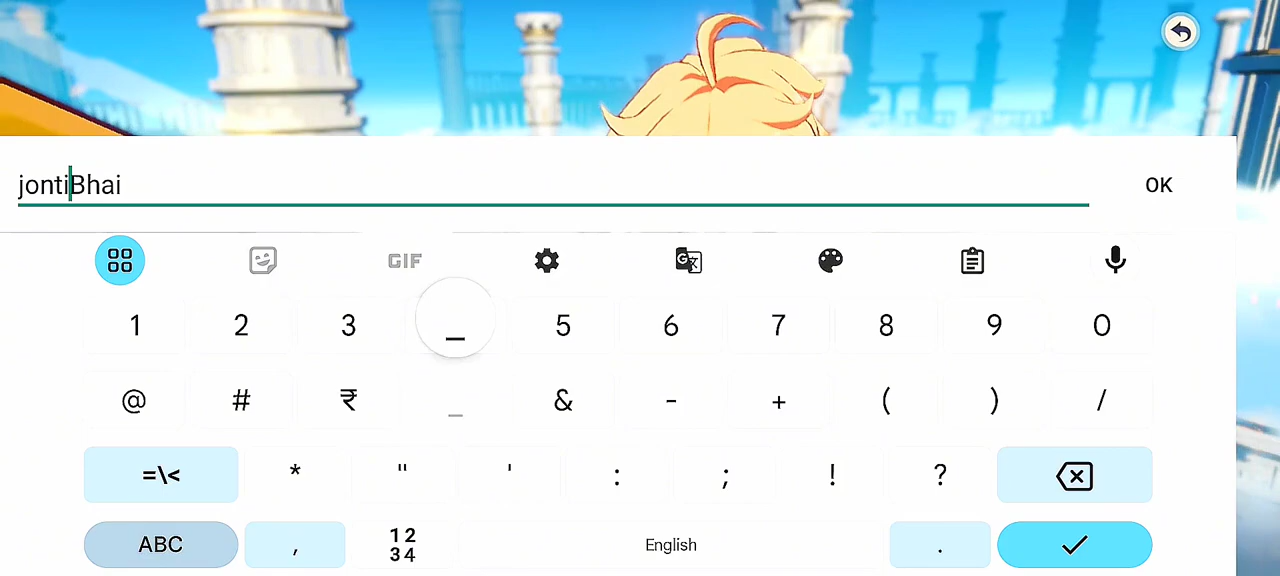 jontiBhai
OK
GIF
1 2 3 _ 5 6 7 8 9 0
@ # ₹ _ & - + ( ) /
=\< * " ' : ; ! ?
ABC , 12 34 English .